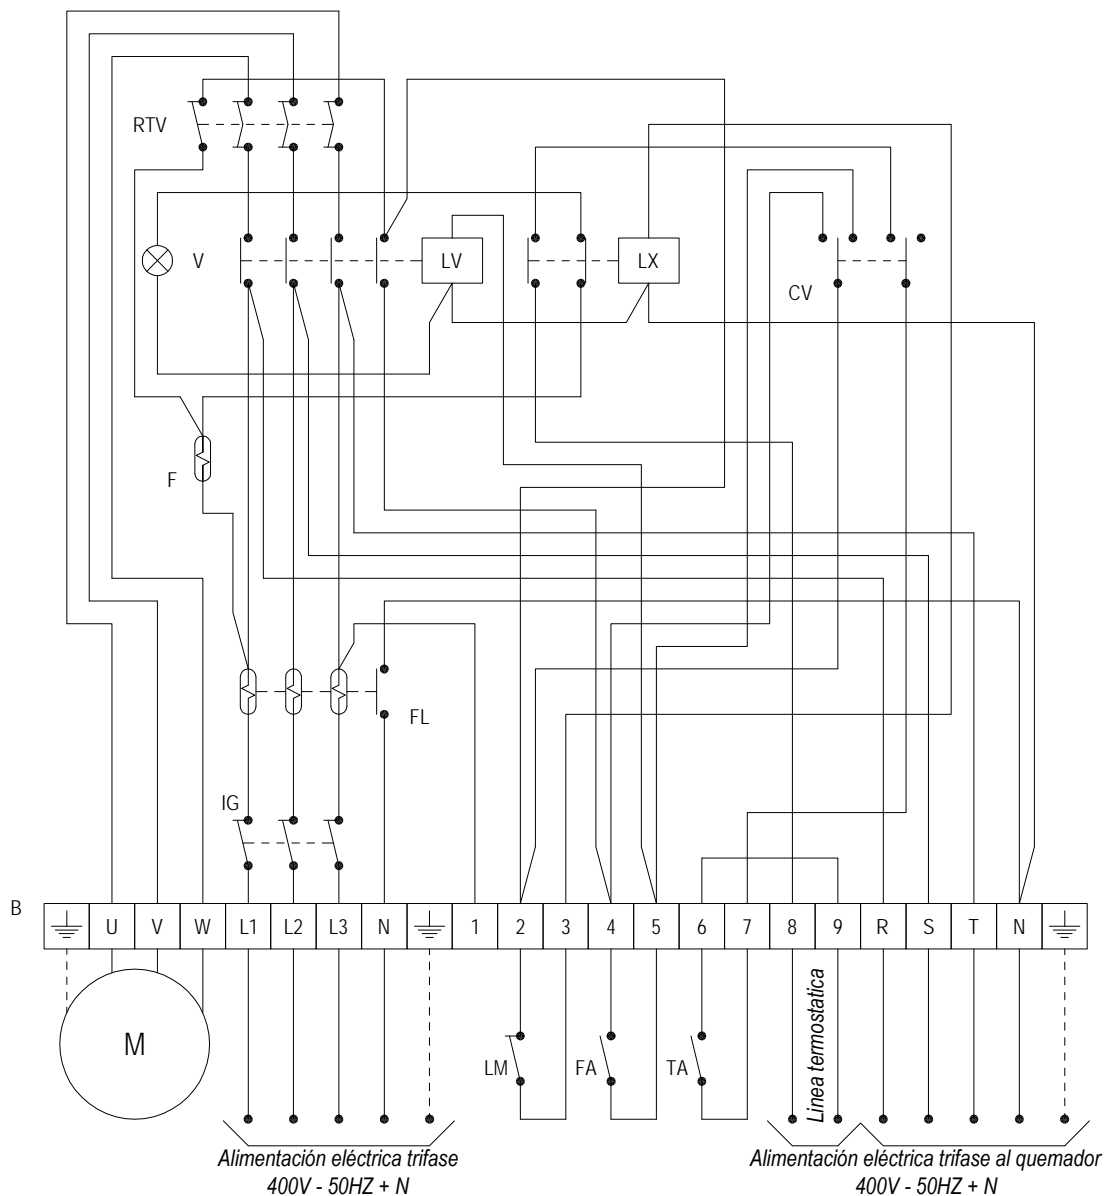 RTV
V
LV
LX
CV
F
FL
IG
B
U V W L1 L2 L3 N 1 2 3 4 5 6 7 8 9 R S T N
M
LM
FA
TA
Linea termostatica
Alimentación eléctrica trifase
400V - 50HZ + N
Alimentación eléctrica trifase al quemador
400V - 50HZ + N